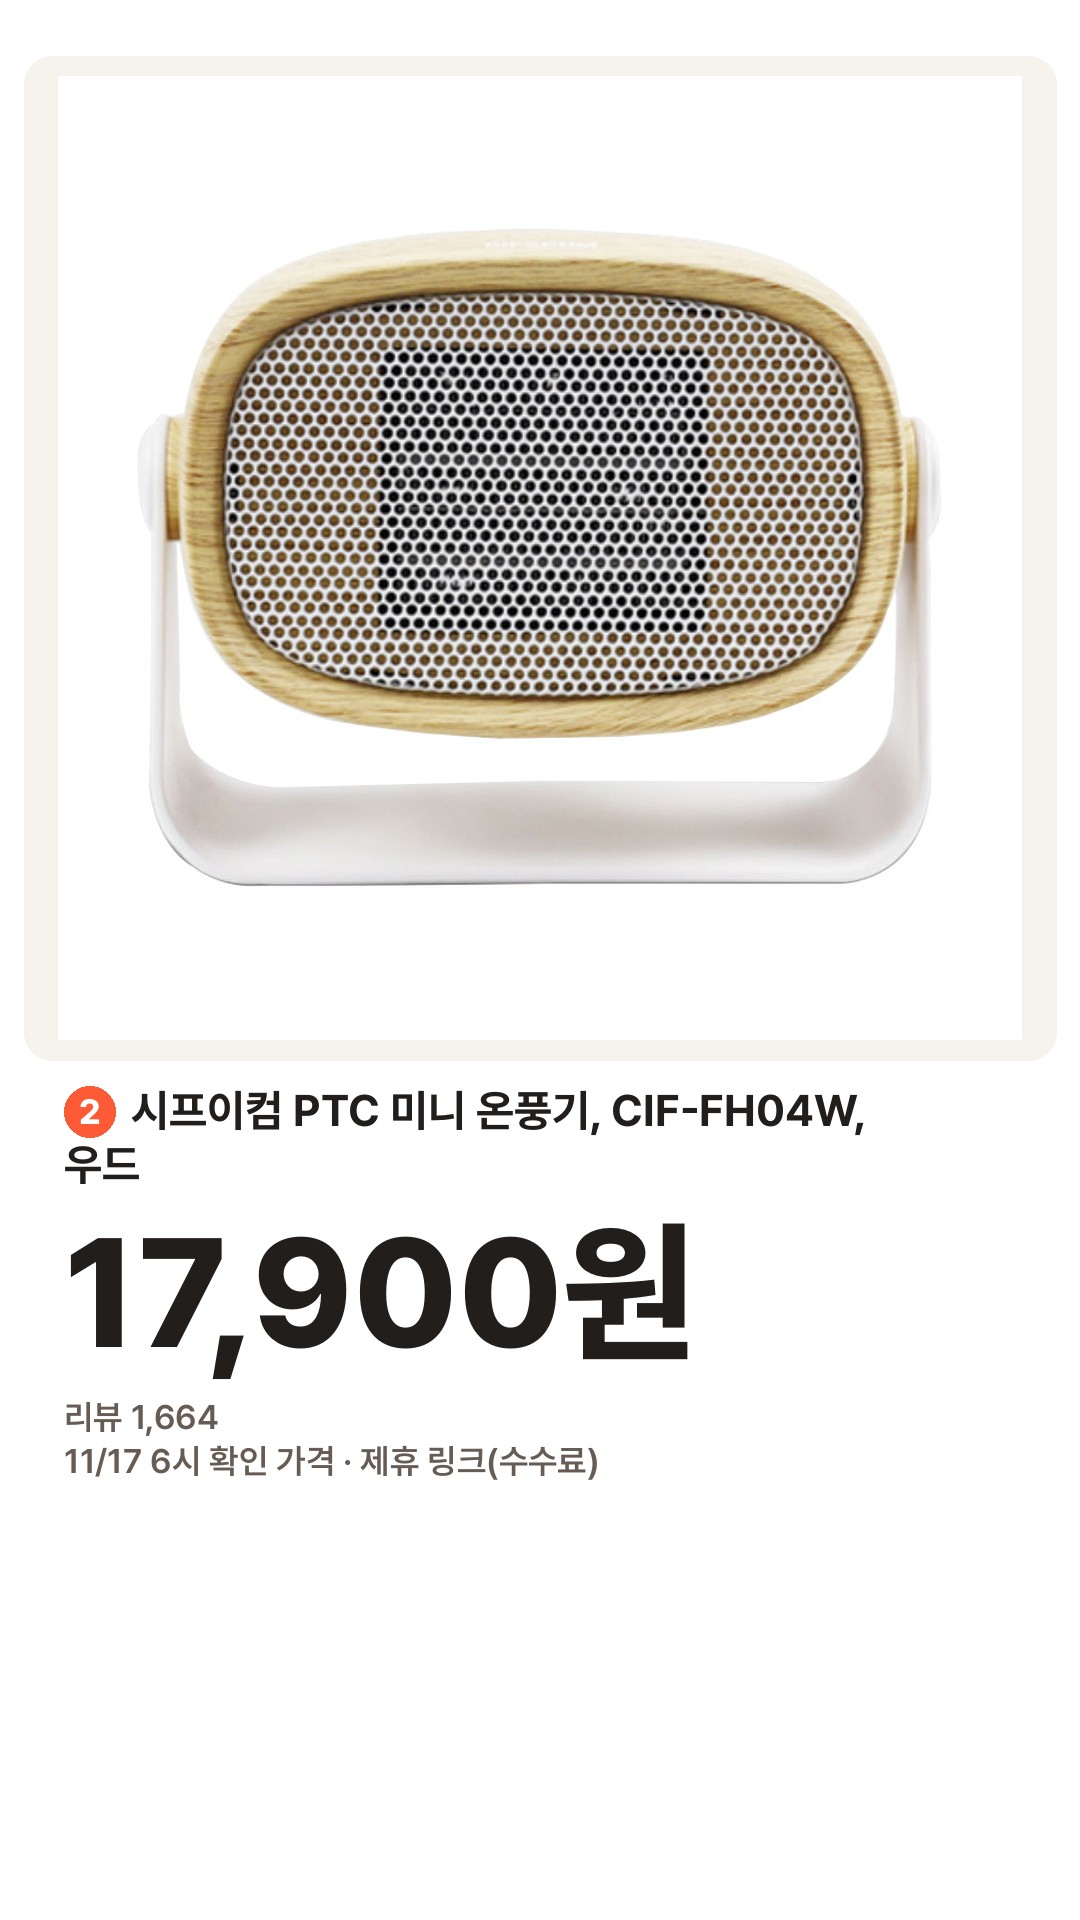 2 시프이컴 PTC 미니 온풍기, CIF-FH04W,
우드
17,900원
리뷰 1,664
11/17 6시 확인 가격 · 제휴 링크(수수료)